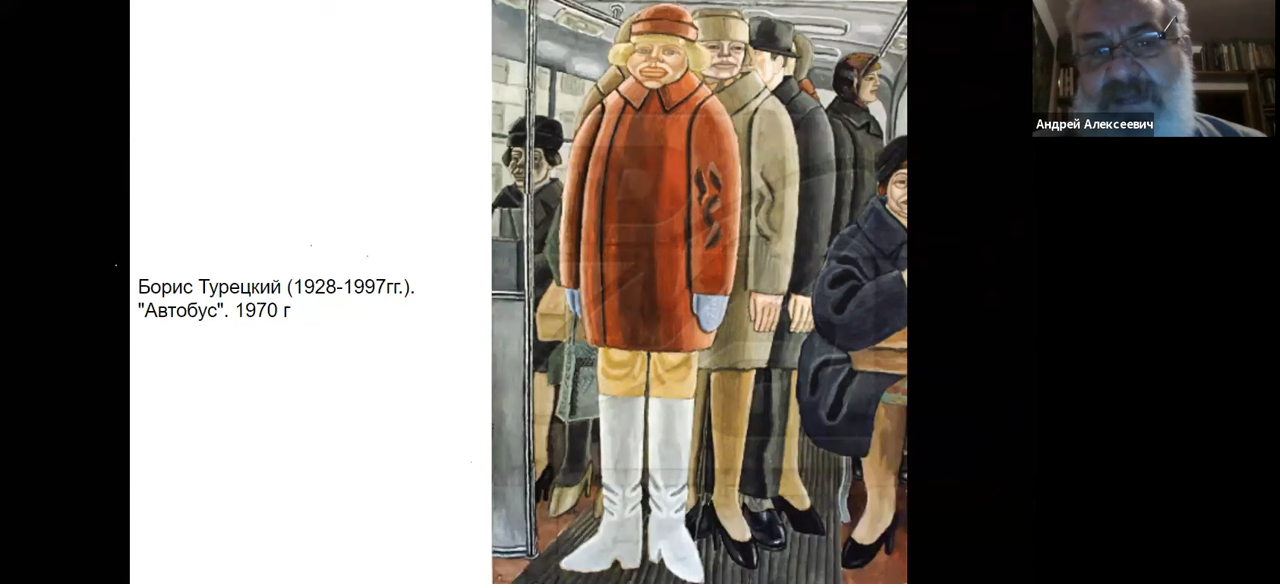 Борис Турецкий (1928-1997гг.).
"Автобус". 1970 г
Андрей Алексеевич